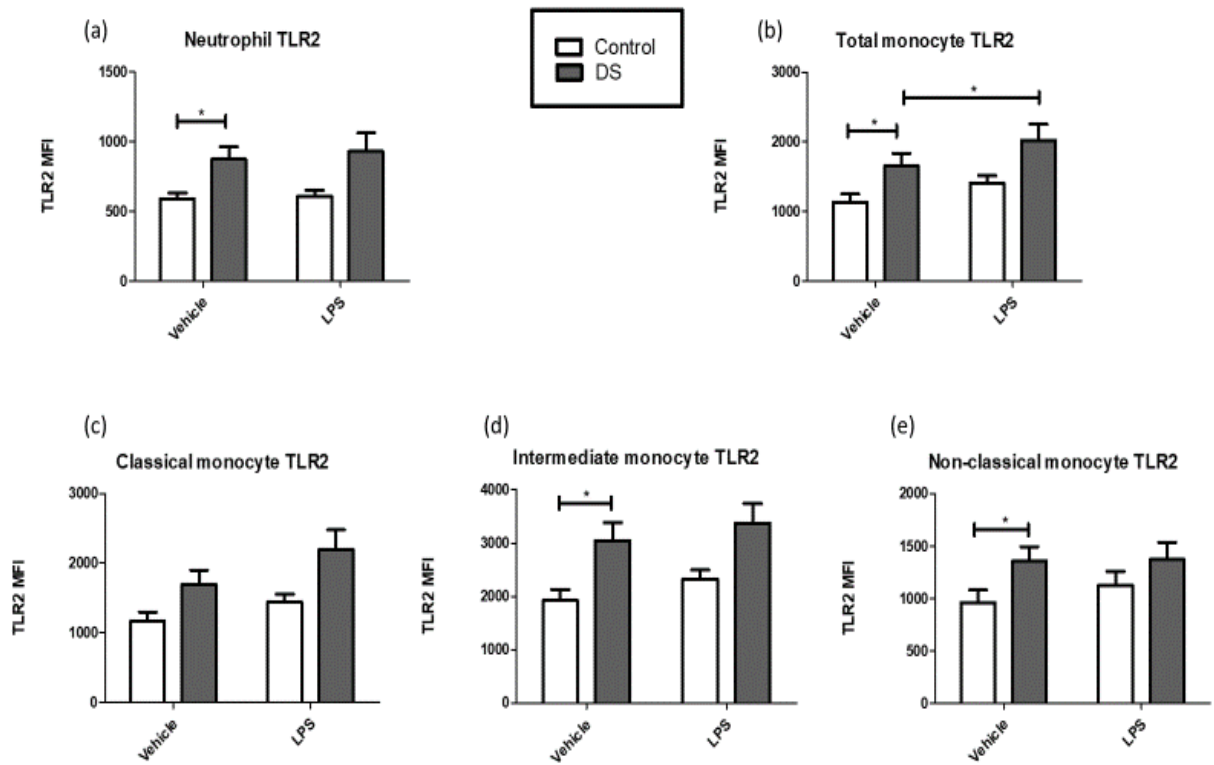 (a)
Neutrophil TLR2
TLR2 MFI
1500
1000
500
0
*
Vehicle
LPS
Control
DS
(b)
Total monocyte TLR2
TLR2 MFI
3000
2000
1000
0
*
*
Vehicle
LPS
(c)
Classical monocyte TLR2
TLR2 MFI
3000
2000
1000
0
Vehicle
LPS
(d)
Intermediate monocyte TLR2
TLR2 MFI
4000
3000
2000
1000
0
*
Vehicle
LPS
(e)
Non-classical monocyte TLR2
TLR2 MFI
2000
1500
1000
500
0
*
Vehicle
LPS